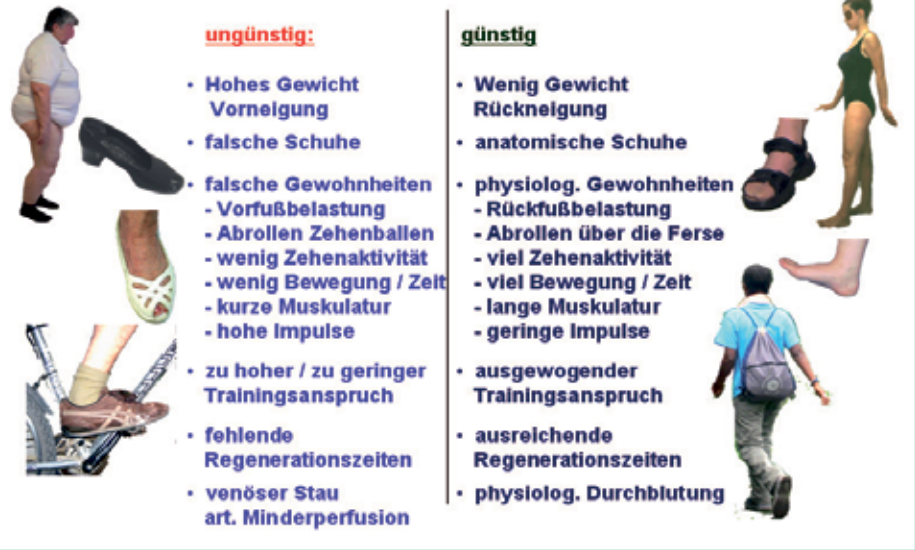 ungünstig:
• Hohes Gewicht
Vorneigung
• falsche Schuhe
• falsche Gewohnheiten
- Vorfußbelastung
- Abrollen Zehenballen
- wenig Zehenaktivität
- wenig Bewegung / Zeit
- kurze Muskulatur
- hohe Impulse
• zu hoher / zu geringer
Trainingsanspruch
• fehlende
Regenerationszeiten
• venöser Stau
art. Minderperfusion
günstig
• Wenig Gewicht
Rückneigung
• anatomische Schuhe
• physiolog. Gewohnheiten
- Rückfußbelastung
- Abrollen über die Ferse
- viel Zehenaktivität
- viel Bewegung / Zeit
- lange Muskulatur
- geringe Impulse
• ausgewogender
Trainingsanspruch
• ausreichende
Regenerationszeiten
• physiolog. Durchblutung